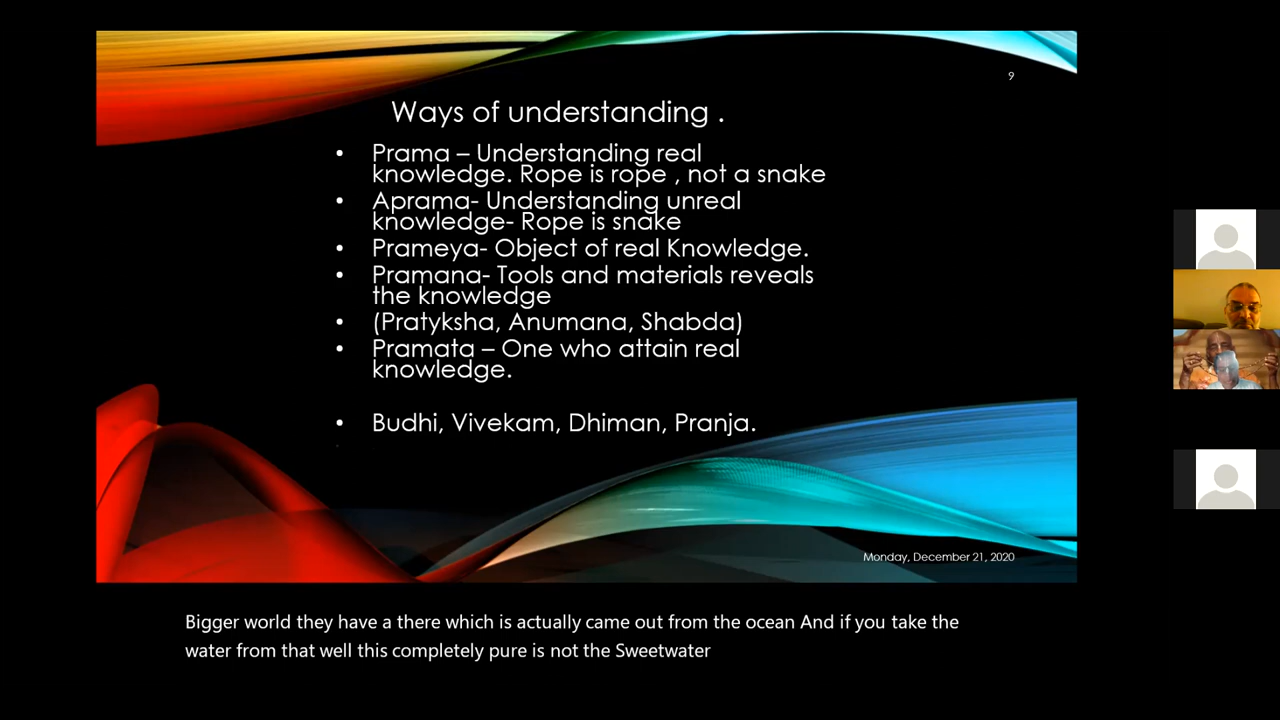 9
Ways of understanding .
• Prama – Understanding real
knowledge. Rope is rope , not a snake
• Aprama- Understanding unreal
knowledge- Rope is snake
• Prameya- Object of real Knowledge.
• Pramana- Tools and materials reveals
the knowledge
• (Pratyksha, Anumana, Shabda)
• Pramata – One who attain real
knowledge.
• Budhi, Vivekam, Dhiman, Pranja.
Monday, December 21, 2020
Bigger world they have a there which is actually came out from the ocean And if you take the
water from that well this completely pure is not the Sweetwater